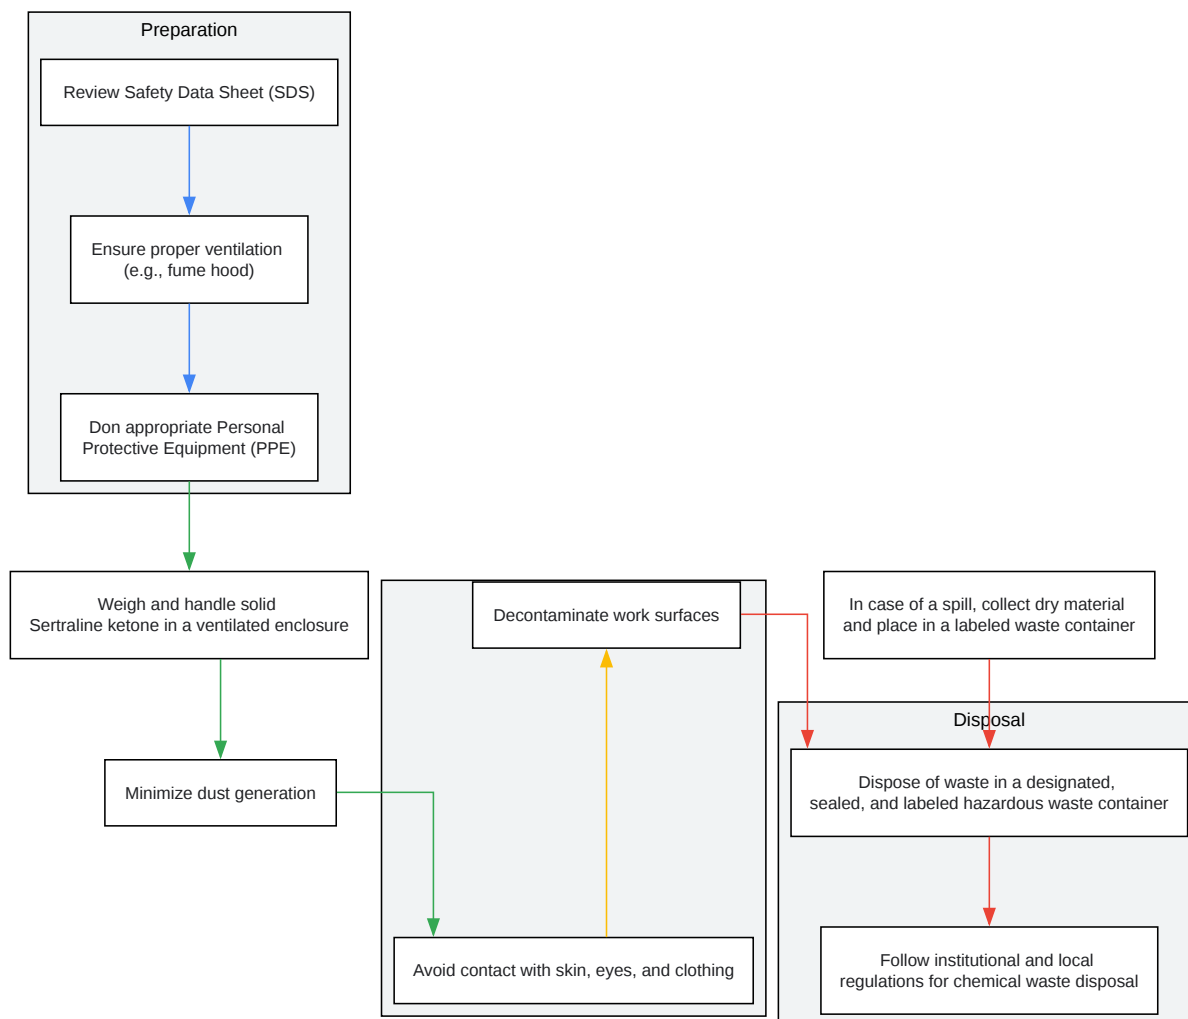 Preparation
Review Safety Data Sheet (SDS)
Ensure proper ventilation
(e.g., fume hood)
Don appropriate Personal
Protective Equipment (PPE)
Weigh and handle solid
Sertraline ketone in a ventilated enclosure
Minimize dust generation
Decontaminate work surfaces
Avoid contact with skin, eyes, and clothing
In case of a spill, collect dry material
and place in a labeled waste container
Disposal
Dispose of waste in a designated,
sealed, and labeled hazardous waste container
Follow institutional and local
regulations for chemical waste disposal